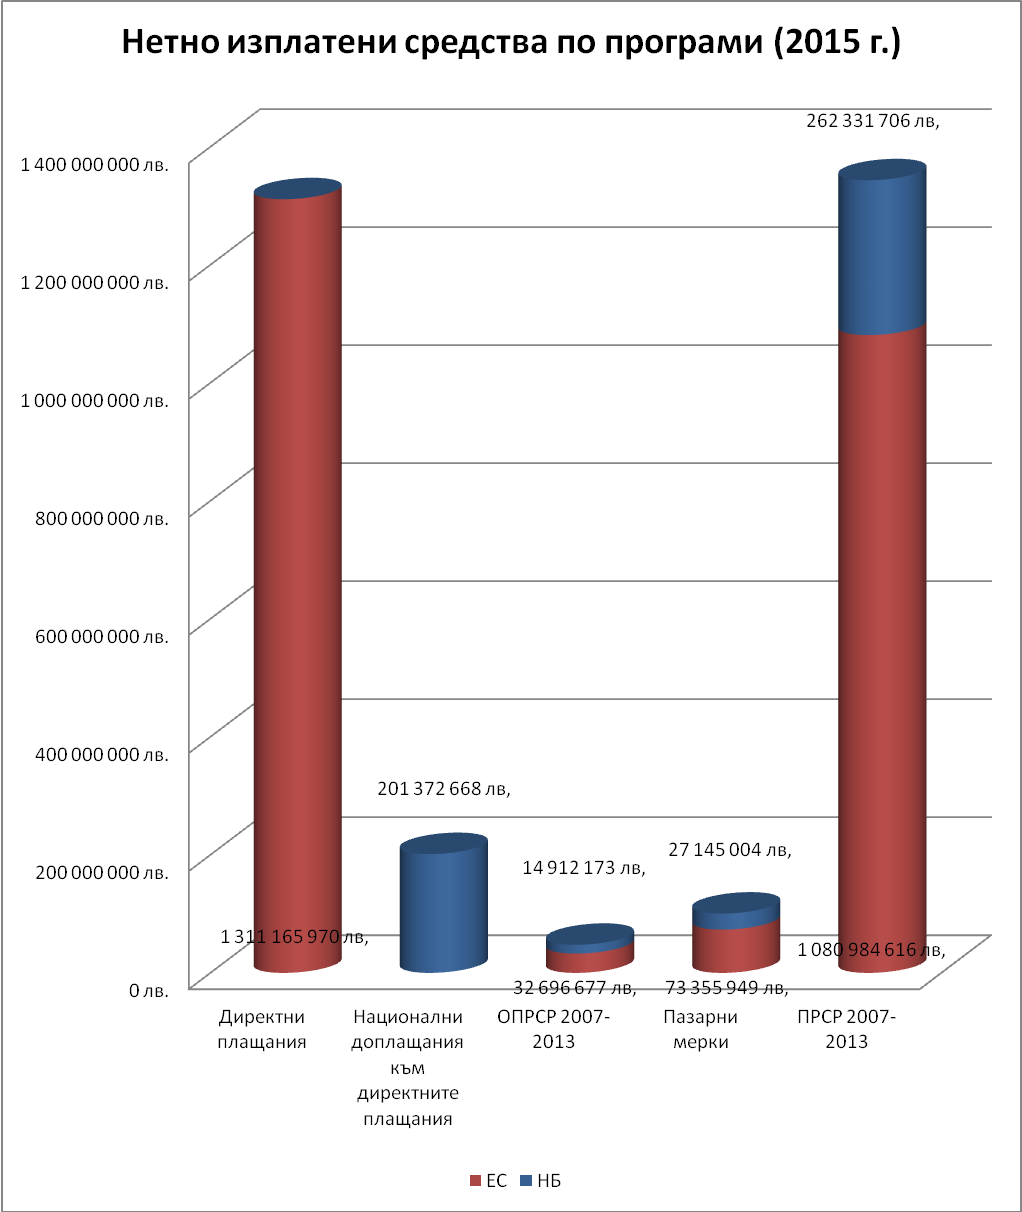 Нетно изплатени средства по програми (2015 г.)
262 331 706 лв,
1 400 000 000 лв.
1 200 000 000 лв.
1 000 000 000 лв.
800 000 000 лв.
600 000 000 лв.
400 000 000 лв.
200 000 000 лв.
0 лв.
201 372 668 лв,
14 912 173 лв,
27 145 004 лв,
1 311 165 970 лв,
32 696 677 лв,
73 355 949 лв,
1 080 984 616 лв,
Директни
плащания
Национални
доплащания
към
директните
плащания
ОПРСР 2007-
2013
Пазарни
мерки
ПРСР 2007-
2013
ЕС
НБ